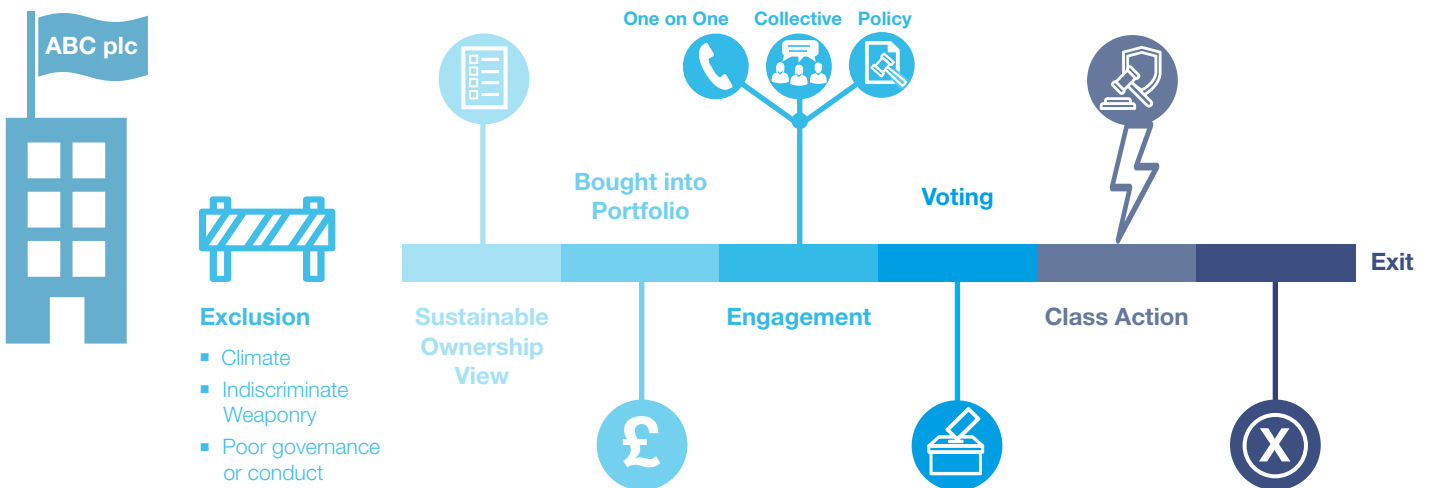 ABC plc
One on One
Collective
Policy
Bought into
Portfolio
Voting
Exit
Exclusion
Climate
Indiscriminate
Weaponry
Poor governance
or conduct
Sustainable
Ownership
View
Engagement
Class Action
£
X